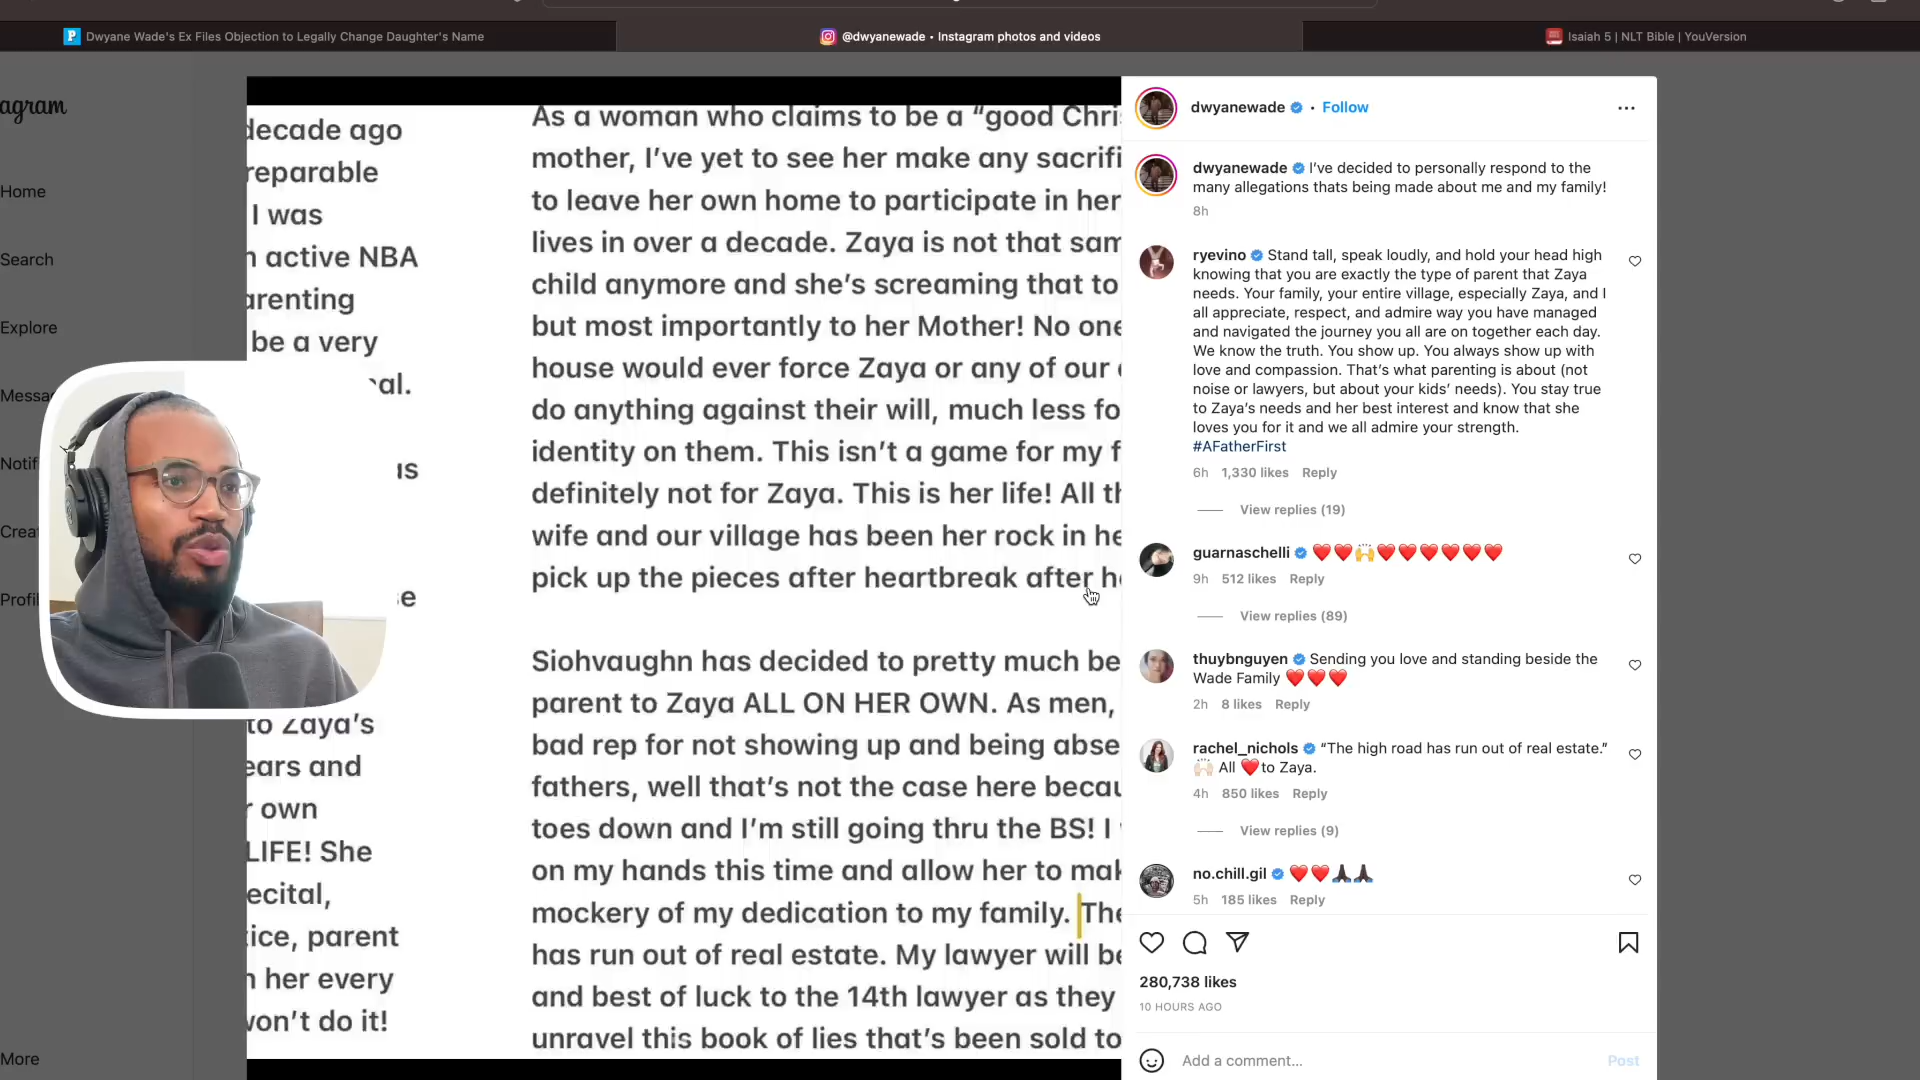 Dwyane Wade's Ex Files Objection to Legally Change Daughter's Name
@dwyanewade • Instagram photos and videos
Isaiah 5 | NLT Bible | YouVersion
agram
Home
Search
Explore
Messa
Notifi
Creat
Profil
More
decade ago
reparable
I was
active NBA
arenting
be a very
al.
as
e
to Zaya’s
ears and
own
LIFE! She
ecital,
ice, parent
her every
won’t do it!
As a woman who claims to be a “good Chri
mother, I’ve yet to see her make any sacrifi
to leave her own home to participate in her
lives in over a decade. Zaya is not that sam
child anymore and she’s screaming that to
but most importantly to her Mother! No one
house would ever force Zaya or any of our
do anything against their will, much less fo
identity on them. This isn’t a game for my f
definitely not for Zaya. This is her life! All th
wife and our village has been her rock in he
pick up the pieces after heartbreak after he
Siohvaughn has decided to pretty much be
parent to Zaya ALL ON HER OWN. As men,
bad rep for not showing up and being abse
fathers, well that’s not the case here becau
toes down and I’m still going thru the BS! I
on my hands this time and allow her to mak
mockery of my dedication to my family. The
has run out of real estate. My lawyer will be
and best of luck to the 14th lawyer as they
unravel this book of lies that’s been sold to
dwyanewade • Follow
dwyanewade I’ve decided to personally respond to the
many allegations thats being made about me and my family!
8h
ryevino Stand tall, speak loudly, and hold your head high
knowing that you are exactly the type of parent that Zaya
needs. Your family, your entire village, especially Zaya, and I
all appreciate, respect, and admire way you have managed
and navigated the journey you all are on together each day.
We know the truth. You show up. You always show up with
love and compassion. That’s what parenting is about (not
noise or lawyers, but about your kids’ needs). You stay true
to Zaya’s needs and her best interest and know that she
loves you for it and we all admire your strength.
#AFatherFirst
6h 1,330 likes Reply
View replies (19)
guarnaschelli ❤️❤️🙌❤️❤️❤️❤️❤️❤️
9h 512 likes Reply
View replies (89)
thuybnguyen Sending you love and standing beside the
Wade Family ❤️❤️❤️
2h 8 likes Reply
rachel_nichols “The high road has run out of real estate.”
🙌🏻 All ❤️to Zaya.
4h 850 likes Reply
View replies (9)
no.chill.gil ❤️❤️🙏🏿🙏🏿
5h 185 likes Reply
280,738 likes
10 HOURS AGO
Add a comment...
Post